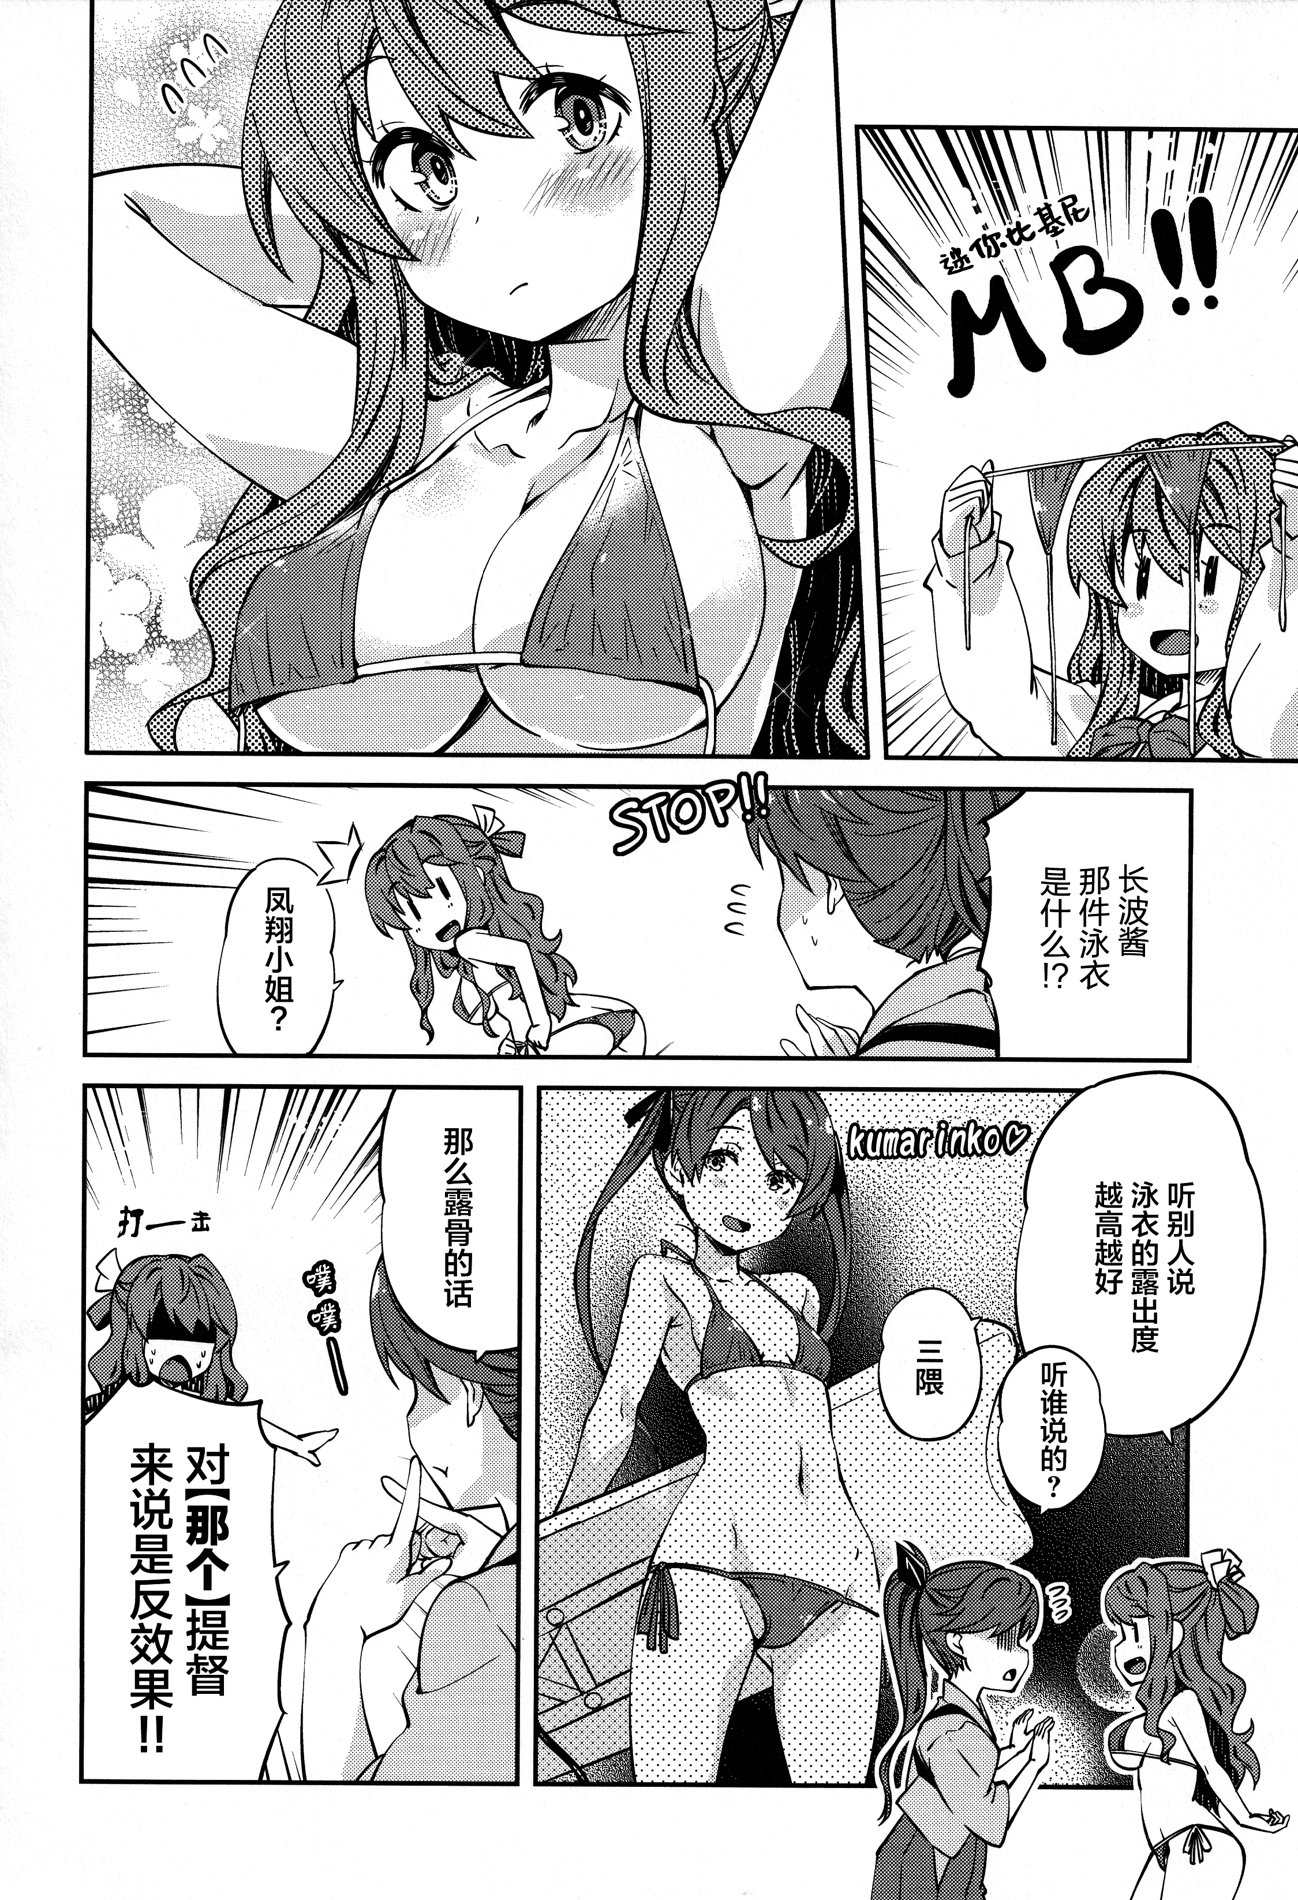 迷你比基尼
MB!!
长波酱
那件泳衣
是什么!?
STOP!!
凤翔小姐?
听别人说
泳衣的露出度
越高越好
听谁说的?
三隈
kumarinko♡
那么露骨的话
噗
噗
打一击
对【那个】提督
来说是反效果!!